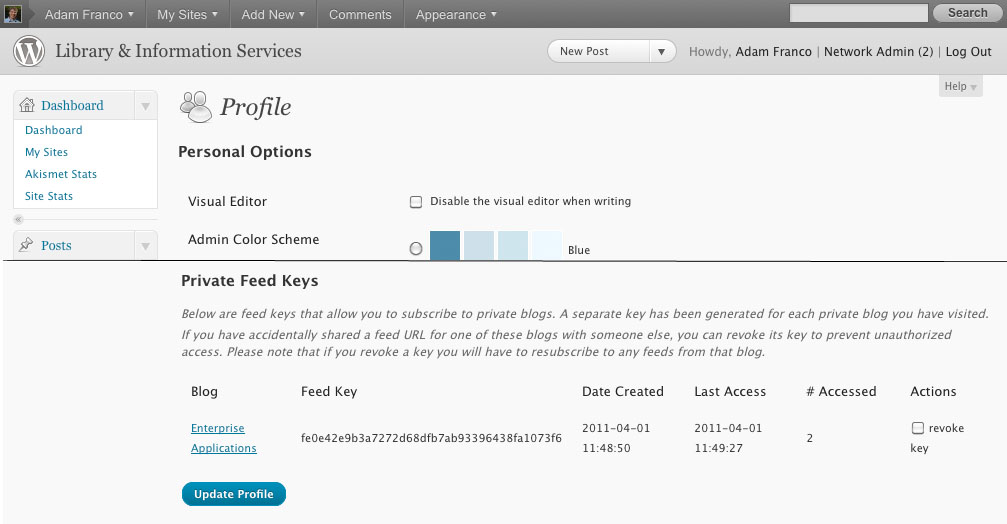 Adam Franco My Sites Add New Comments Appearance Search
Library & Information Services New Post Howdy, Adam Franco | Network Admin (2) | Log Out
Help
Dashboard
Dashboard
My Sites
Akismet Stats
Site Stats
Posts
Profile
Personal Options
Visual Editor Disable the visual editor when writing
Admin Color Scheme Blue
Private Feed Keys
Below are feed keys that allow you to subscribe to private blogs. A separate key has been generated for each private blog you have visited.
If you have accidentally shared a feed URL for one of these blogs with someone else, you can revoke its key to prevent unauthorized
access. Please note that if you revoke a key you will have to resubscribe to any feeds from that blog.
Blog Feed Key Date Created Last Access # Accessed Actions
Enterprise Applications fe0e42e9b3a7272d68dfb7ab93396438fa1073f6 2011-04-01 11:48:50 2011-04-01 11:49:27 2 revoke key
Update Profile